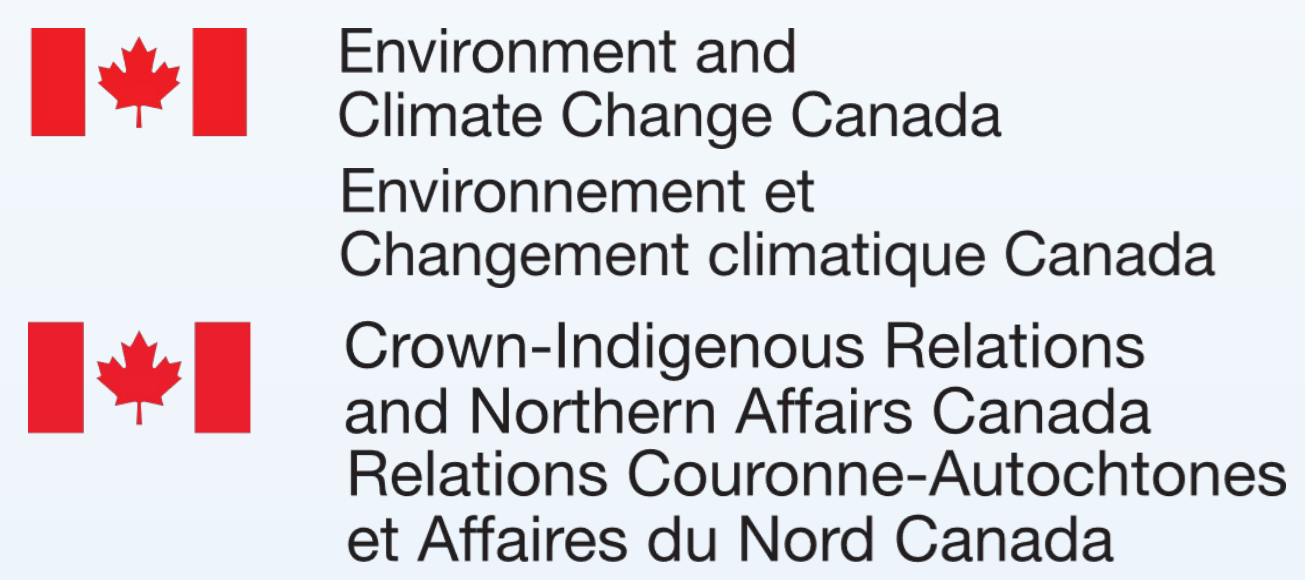 Environment and
Climate Change Canada
Environnement et
Changement climatique Canada
Crown-Indigenous Relations
and Northern Affairs Canada
Relations Couronne-Autochtones
et Affaires du Nord Canada